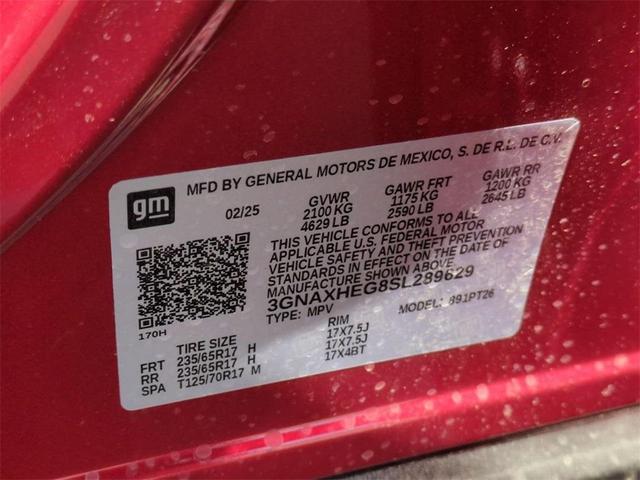 gm
MFD BY GENERAL MOTORS DE MEXICO, S. DE R.L. DE C.V.
02/25
GVWR
2100 KG
4629 LB
GAWR FRT
1175 KG
2590 LB
GAWR RR
1200 KG
2645 LB
THIS VEHICLE CONFORMS TO ALL
APPLICABLE U.S. FEDERAL MOTOR
VEHICLE SAFETY AND THEFT PREVENTION
STANDARDS IN EFFECT ON THE DATE OF
MANUFACTURE SHOWN ABOVE.
3GNAXHEG8SL289629
TYPE: MPV MODEL: 891PT26
170H
TIRE SIZE RIM
FRT 235/65R17 H 17X7.5J
RR 235/65R17 H 17X7.5J
SPA T125/70R17 M 17X4BT